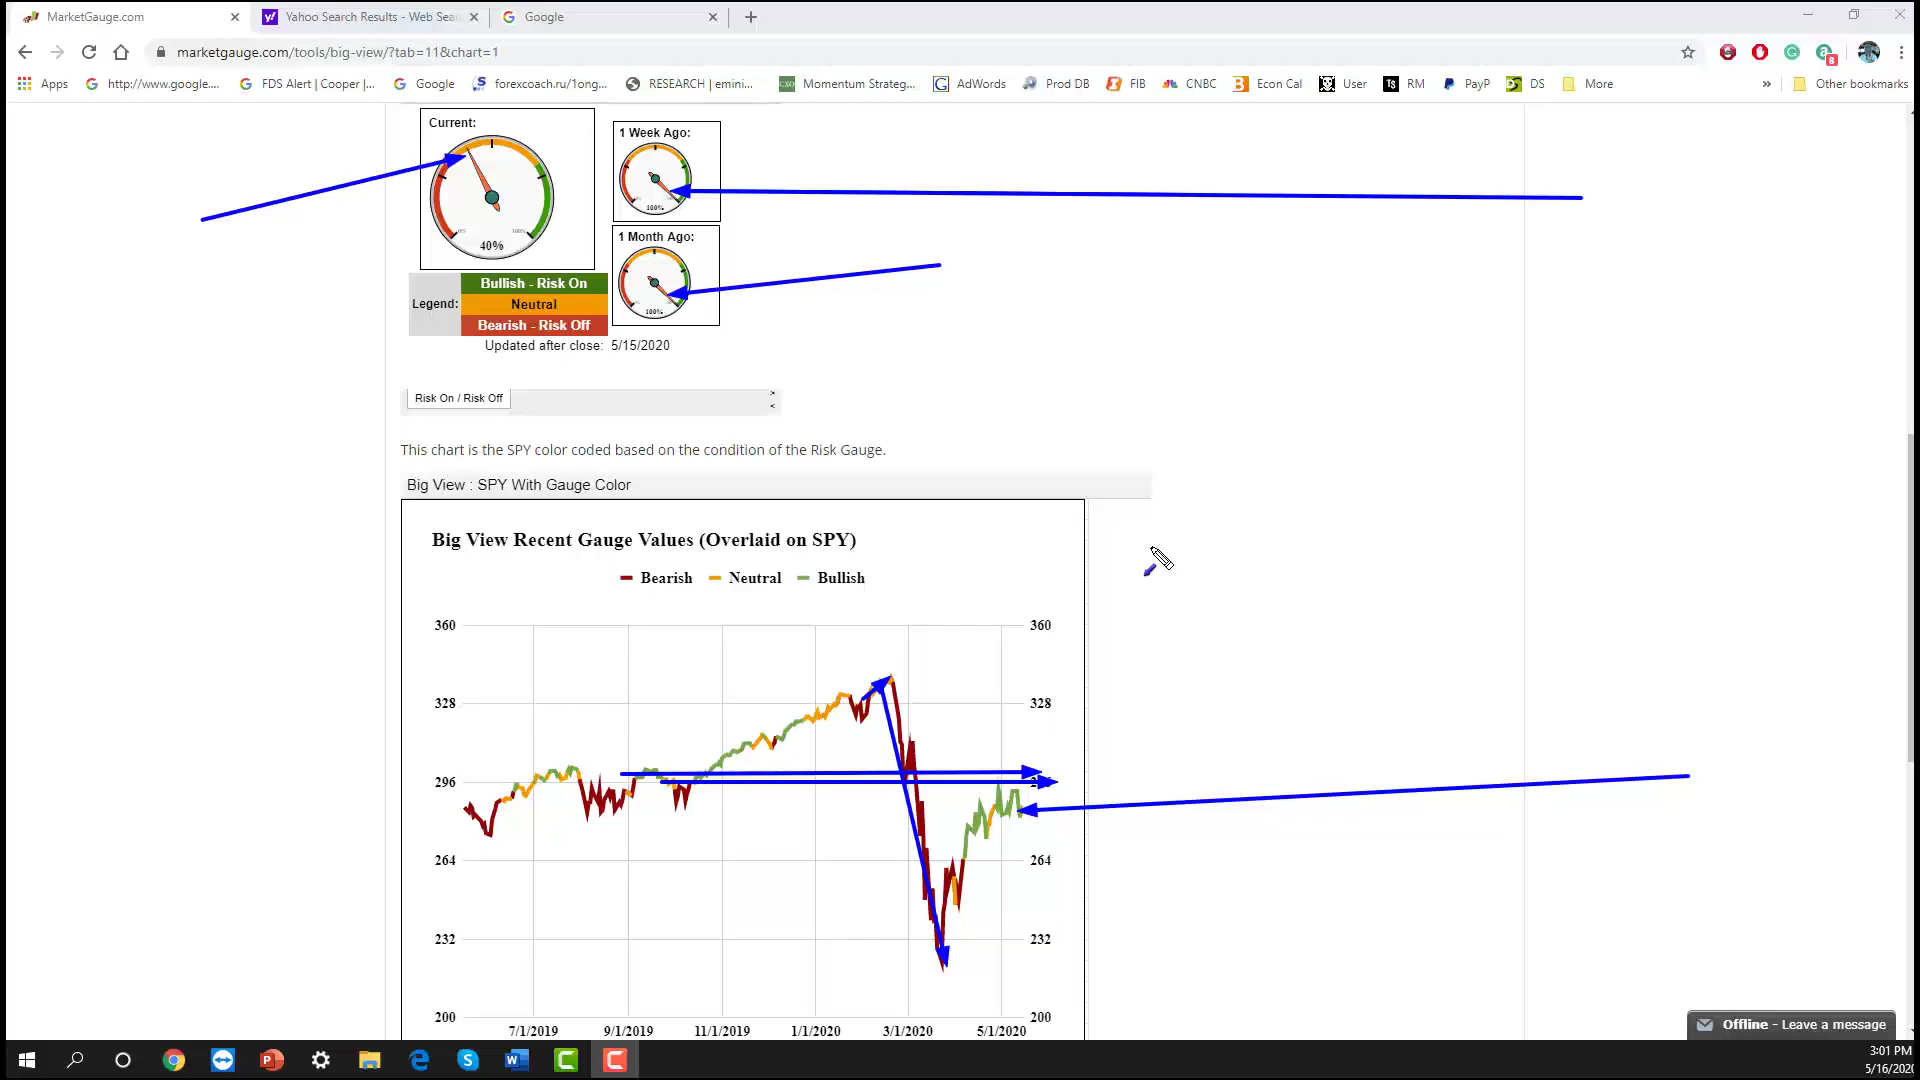 MarketGauge.com
Yahoo Search Results - Web Sea
Google
marketgauge.com/tools/big-view/?tab=11&chart=1
Apps
http://www.google....
FDS Alert | Cooper |...
Google
forexcoach.ru/1ong...
RESEARCH | emini...
Momentum Strateg...
AdWords
Prod DB
FIB
CNBC
Econ Cal
User
RM
PayP
DS
More
Other bookmarks
Current:
0%
100%
40%
1 Week Ago:
100%
1 Month Ago:
100%
Legend:
Bullish - Risk On
Neutral
Bearish - Risk Off
Updated after close: 5/15/2020
Risk On / Risk Off
This chart is the SPY color coded based on the condition of the Risk Gauge.
Big View : SPY With Gauge Color
Big View Recent Gauge Values (Overlaid on SPY)
Bearish Neutral Bullish
360 360
328 328
296
264 264
232 232
200 200
7/1/2019 9/1/2019 11/1/2019 1/1/2020 3/1/2020 5/1/2020
Offline - Leave a message
3:01 PM
5/16/2020